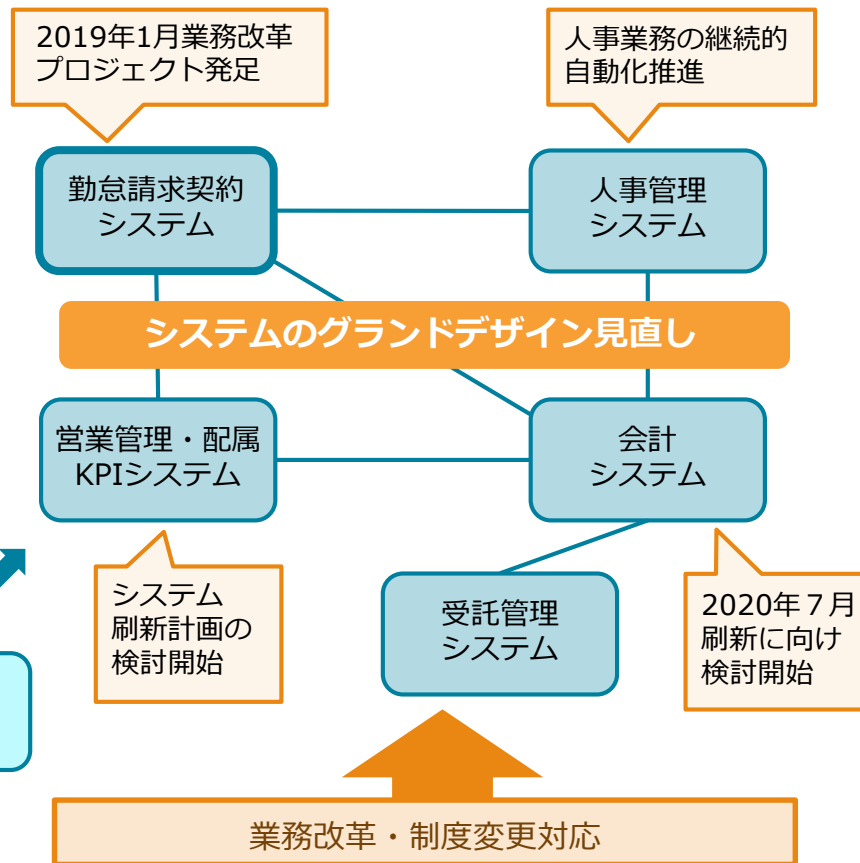 2019年1月業務改革
プロジェクト発足
人事業務の継続的
自動化推進
勤怠請求契約
システム
人事管理
システム
システムのグランドデザイン見直し
営業管理・配属
KPIシステム
会計
システム
システム
刷新計画の
検討開始
受託管理
システム
2020年７月
刷新に向け
検討開始
業務改革・制度変更対応